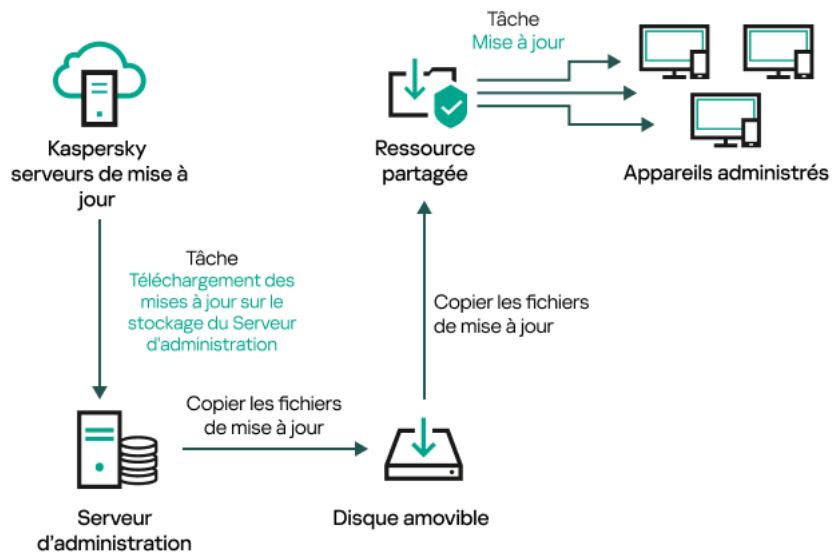 Tâche
Mise à jour
Kaspersky
serveurs de mise à
jour
Ressource
partagée
Appareils administrés
Tâche
Téléchargement des
mises à jour sur le
stockage du Serveur
d'administration
Copier les fichiers
de mise à jour
Copier les fichiers
de mise à jour
Serveur
d'administration
Disque amovible